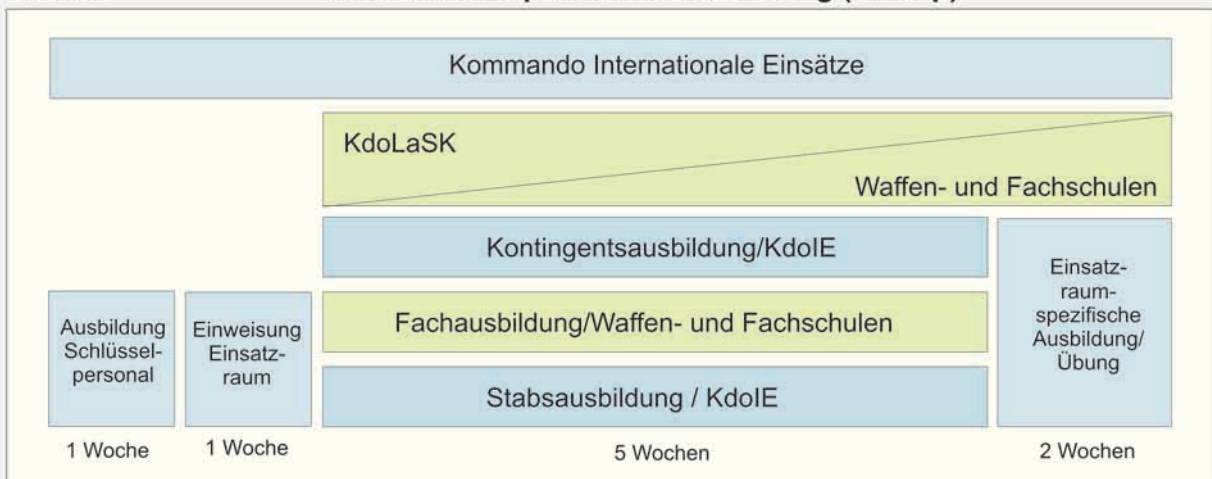 Kommando Internationale Einsätze
KdoLaSK
Waffen- und Fachschulen
Kontingentsausbildung/KdoIE
Fachausbildung/Waffen- und Fachschulen
Stabsausbildung / KdoIE
Ausbildung
Schlüssel-
personal
Einweisung
Einsatz-
raum
Einsatz-
raum-
spezifische
Ausbildung/
Übung
1 Woche
1 Woche
5 Wochen
2 Wochen